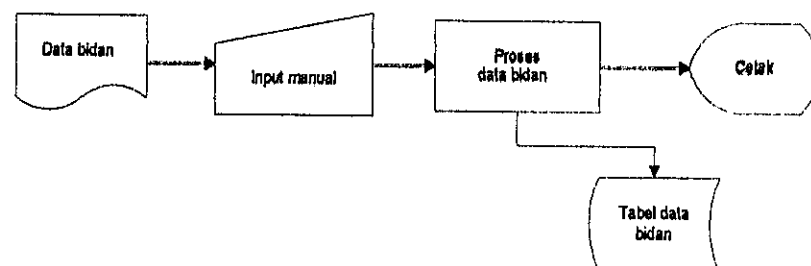 Data bidan
Input manual
Proses
data bidan
Cetak
Tabel data
bidan